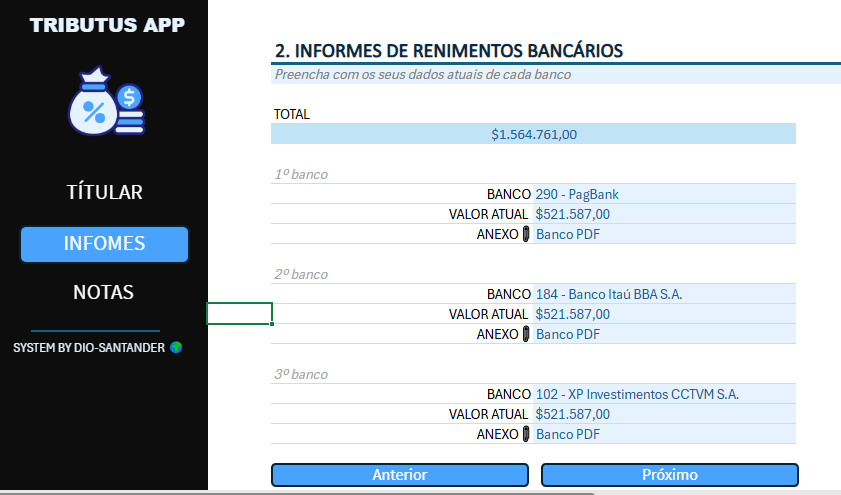 TRIBUTUS APP
TÍTULAR
INFOMES
NOTAS
SYSTEM BY DIO-SANTANDER
2. INFORMES DE RENIMENTOS BANCÁRIOS
Preencha com os seus dados atuais de cada banco
TOTAL
$1.564.761,00
1º banco
BANCO 290 - PagBank
VALOR ATUAL $521.587,00
ANEXO Banco PDF
2º banco
BANCO 184 - Banco Itaú BBA S.A.
VALOR ATUAL $521.587,00
ANEXO Banco PDF
3º banco
BANCO 102 - XP Investimentos CCTVM S.A.
VALOR ATUAL $521.587,00
ANEXO Banco PDF
Anterior Próximo